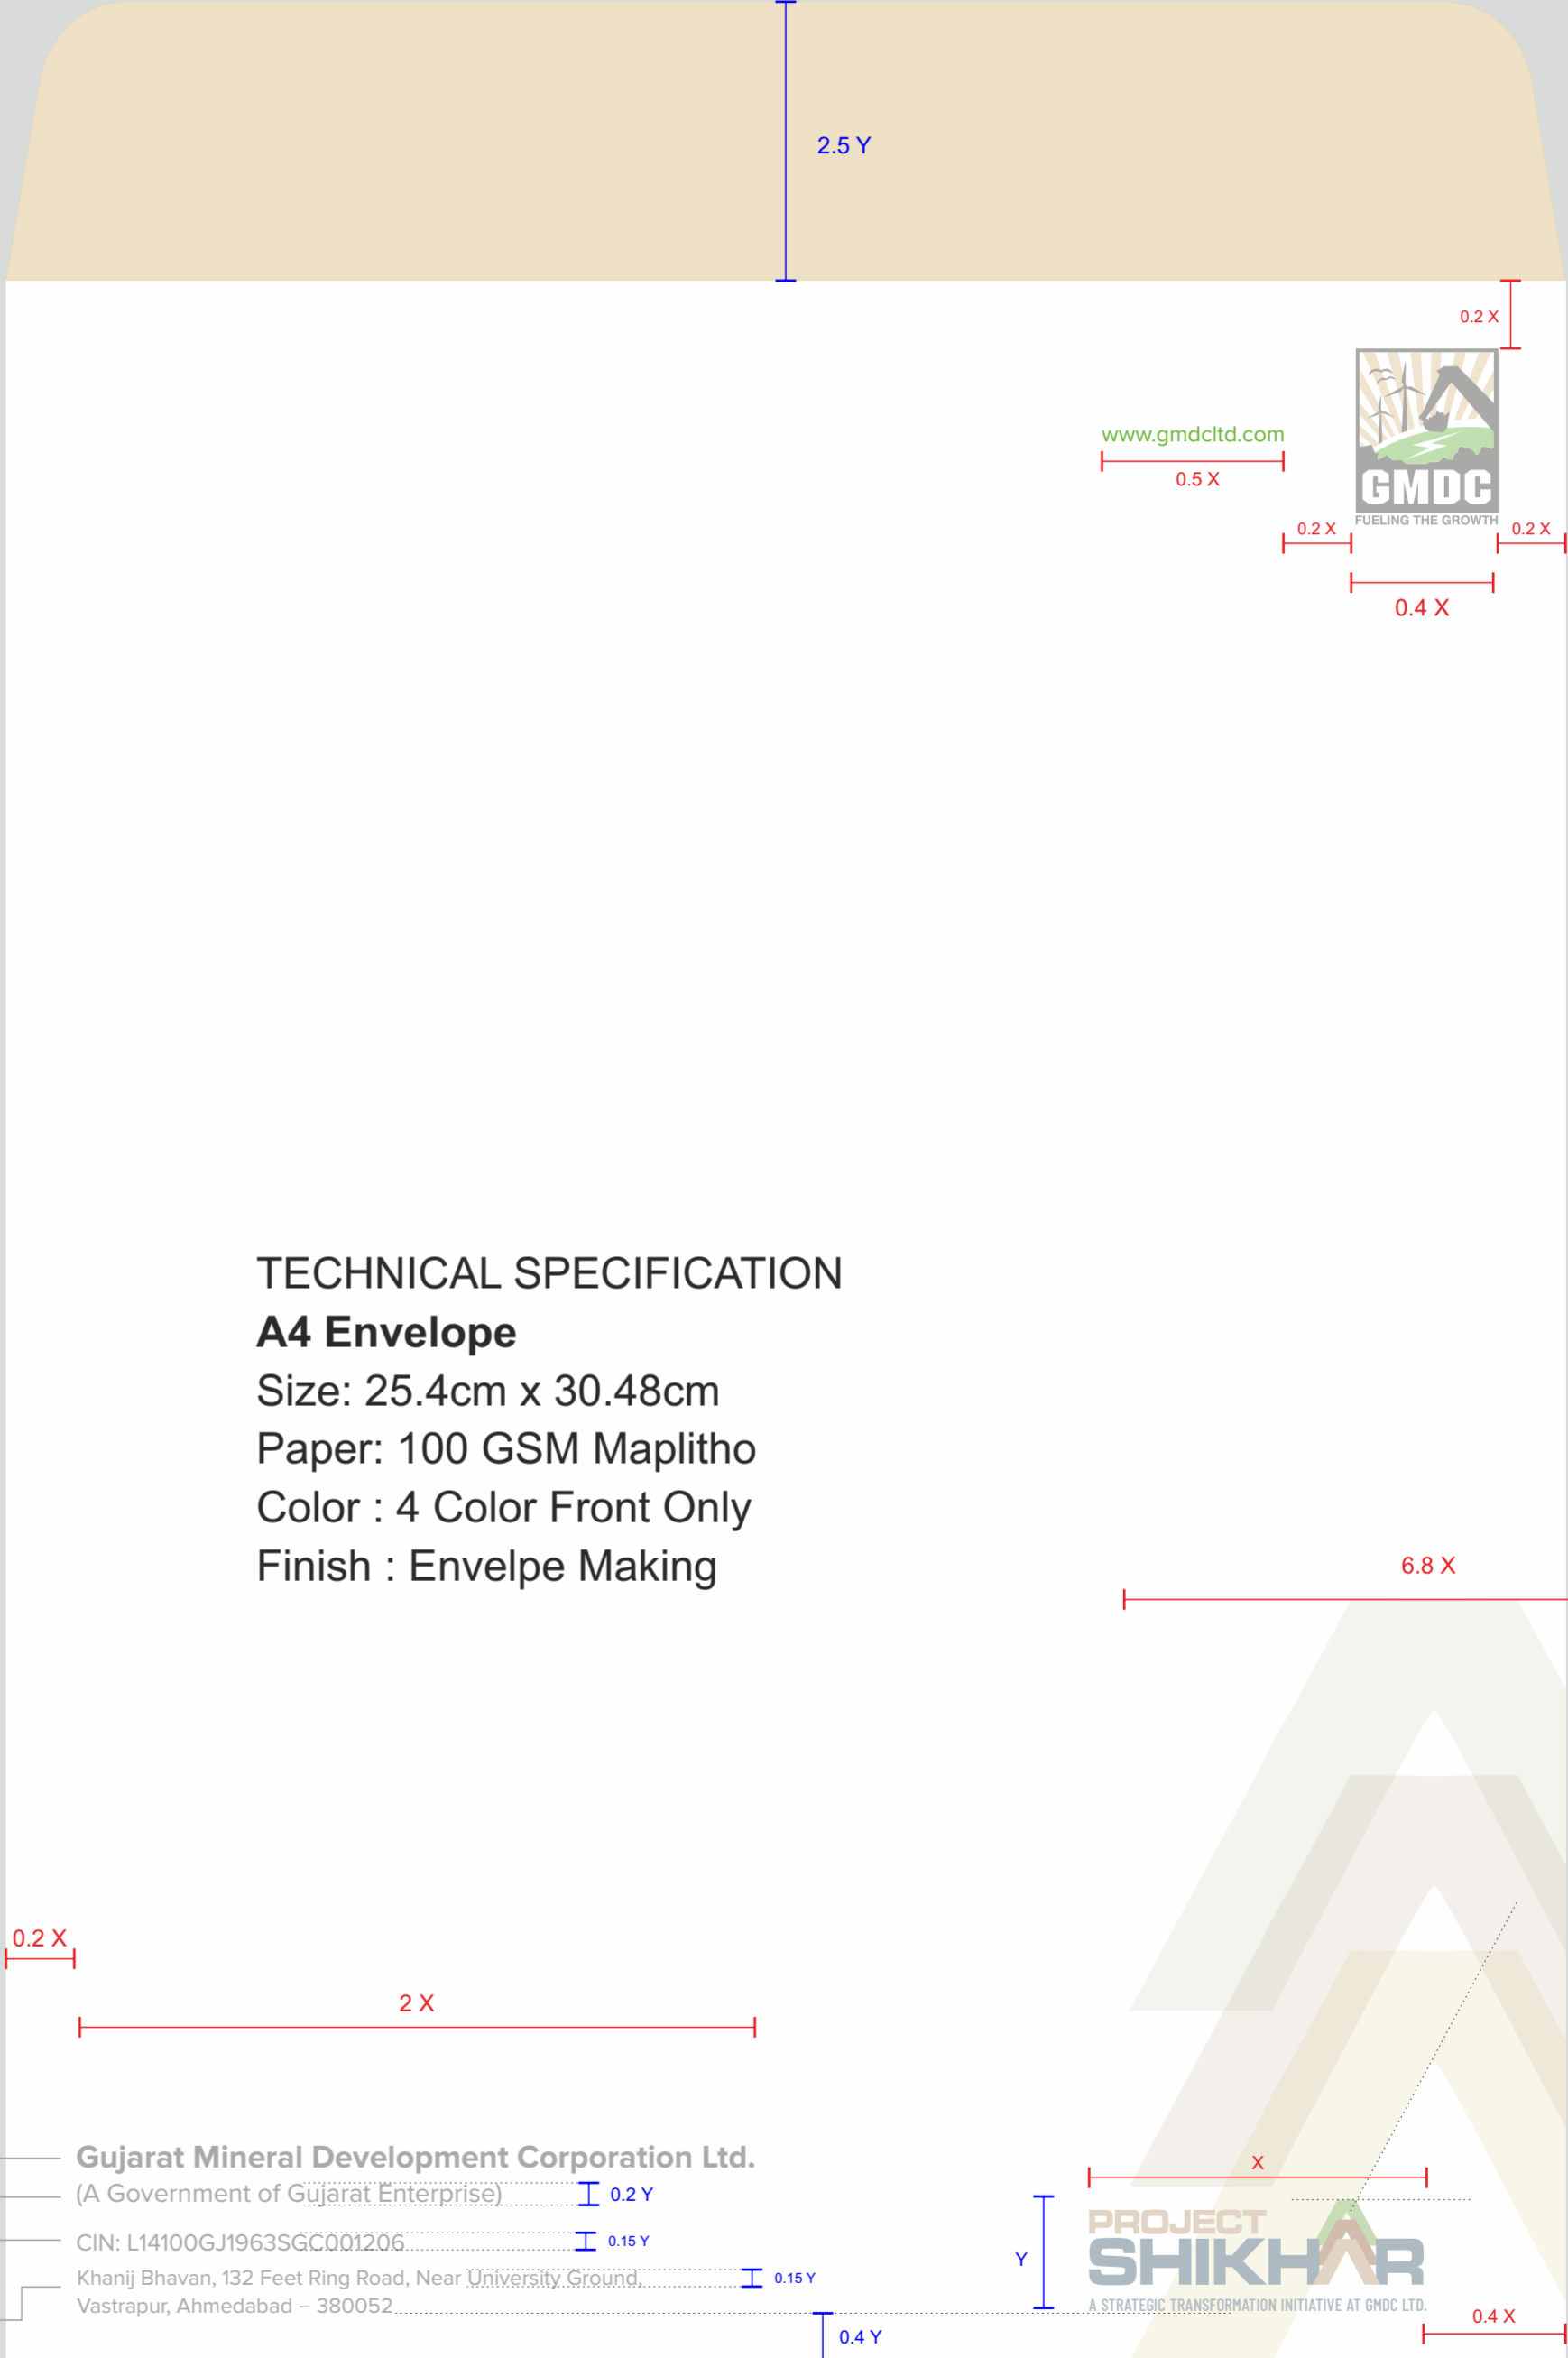 2.5 Y
0.2 X
www.gmdcltd.com
0.5 X
GMDC
FUELING THE GROWTH
0.2 X
0.2 X
0.4 X
TECHNICAL SPECIFICATION
A4 Envelope
Size: 25.4cm x 30.48cm
Paper: 100 GSM Maplitho
Color : 4 Color Front Only
Finish : Envelpe Making
6.8 X
0.2 X
2 X
Gujarat Mineral Development Corporation Ltd.
(A Government of Gujarat Enterprise)
0.2 Y
CIN: L14100GJ1963SGC001206
0.15 Y
Khanij Bhavan, 132 Feet Ring Road, Near University Ground,
0.15 Y
Vastrapur, Ahmedabad – 380052
0.4 Y
X
Y
PROJECT
SHIKHAR
A STRATEGIC TRANSFORMATION INITIATIVE AT GMDC LTD.
0.4 X